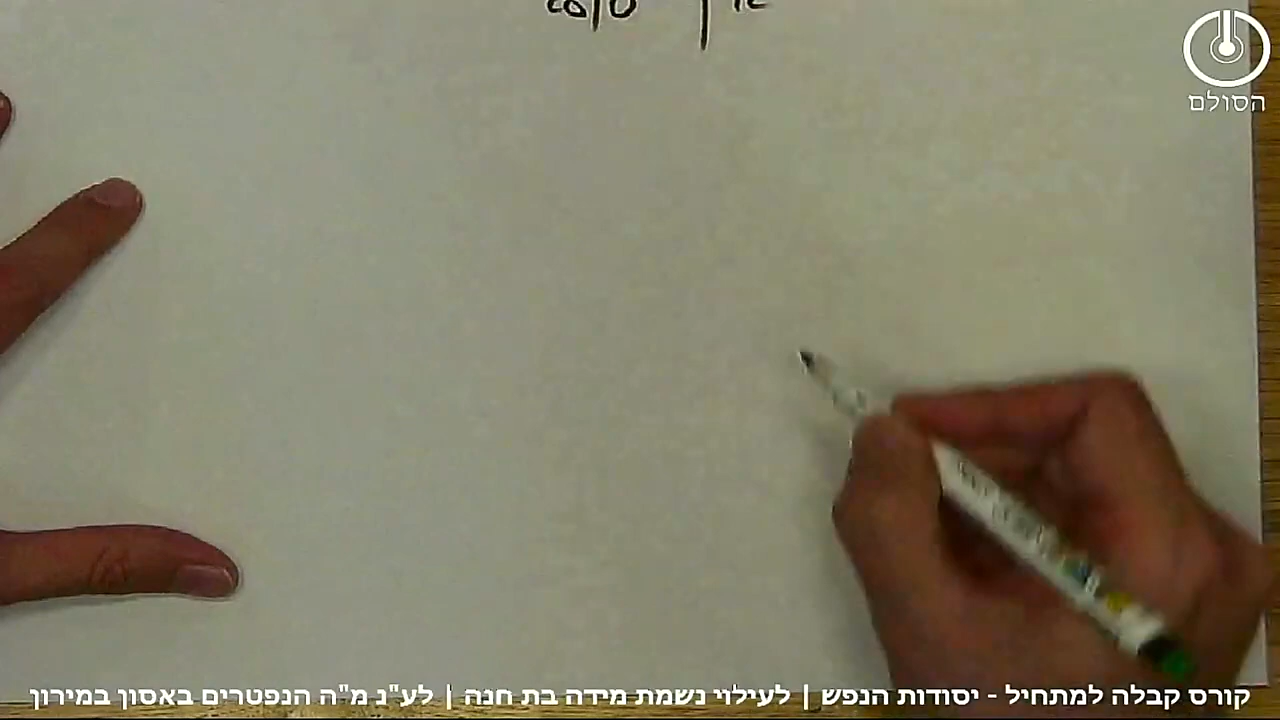 הסולם
קורס קבלה למתחיל - יסודות הנפש | לעילוי נשמת מידה בת חנה | לע"נ מ"ה הנפטרים באסון במירון